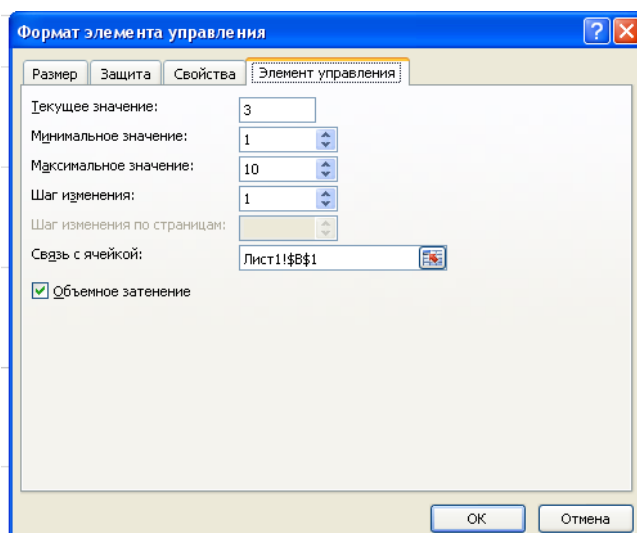 Формат элемента управления
Размер Защита Свойства Элемент управления
Текущее значение: 3
Минимальное значение: 1
Максимальное значение: 10
Шаг изменения: 1
Шаг изменения по страницам:
Связь с ячейкой: Лист1!$B$1
Объемное затенение
ОК Отмена